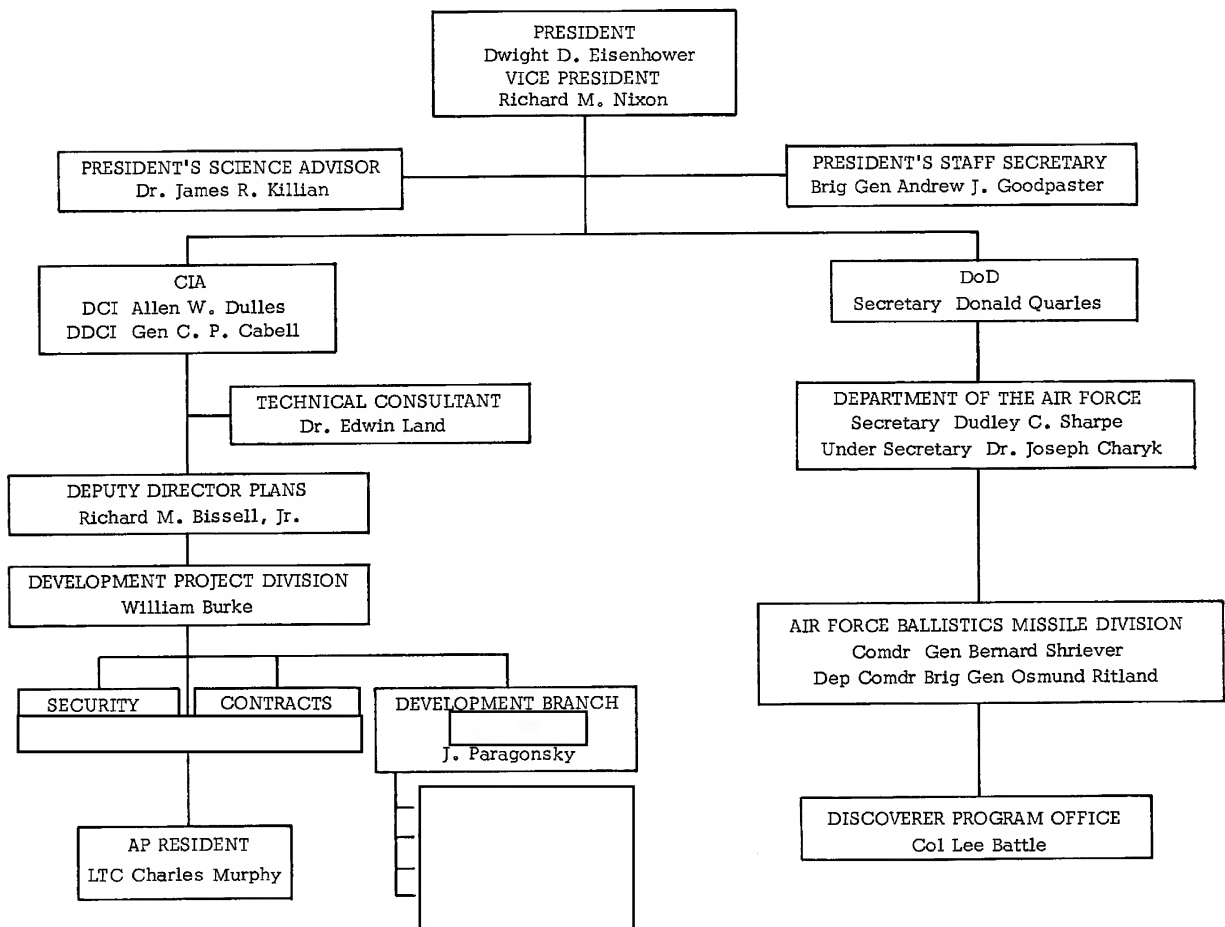 PRESIDENT
Dwight D. Eisenhower
VICE PRESIDENT
Richard M. Nixon
PRESIDENT'S SCIENCE ADVISOR
Dr. James R. Killian
PRESIDENT'S STAFF SECRETARY
Brig Gen Andrew J. Goodpaster
CIA
DCI Allen W. Dulles
DDCI Gen C. P. Cabell
DoD
Secretary Donald Quarles
TECHNICAL CONSULTANT
Dr. Edwin Land
DEPARTMENT OF THE AIR FORCE
Secretary Dudley C. Sharpe
Under Secretary Dr. Joseph Charyk
DEPUTY DIRECTOR PLANS
Richard M. Bissell, Jr.
DEVELOPMENT PROJECT DIVISION
William Burke
AIR FORCE BALLISTICS MISSILE DIVISION
Comdr Gen Bernard Shriever
Dep Comdr Brig Gen Osmund Ritland
SECURITY
CONTRACTS
DEVELOPMENT BRANCH
J. Paragonsky
AP RESIDENT
LTC Charles Murphy
DISCOVERER PROGRAM OFFICE
Col Lee Battle